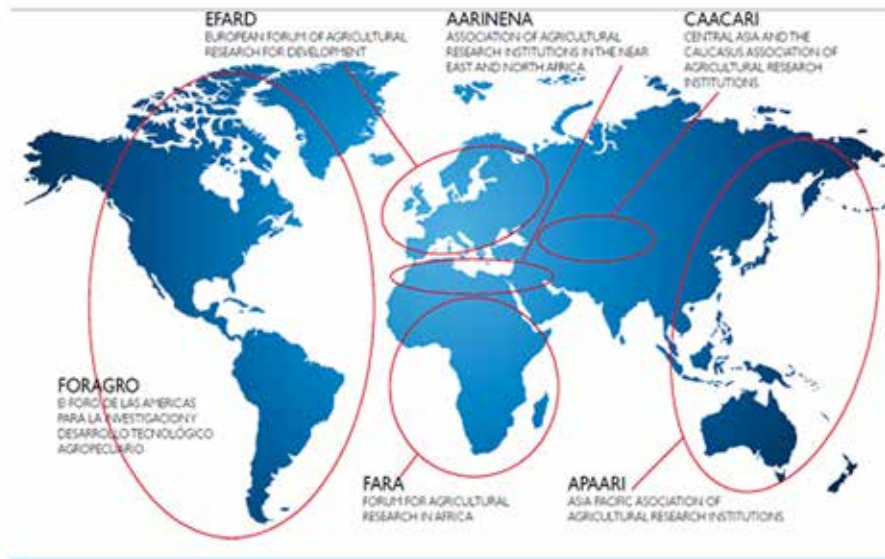 EFARD
EUROPEAN FORUM OF AGRICULTURAL
RESEARCH FOR DEVELOPMENT
AARINENA
ASSOCIATION OF AGRICULTURAL
RESEARCH INSTITUTIONS IN THE NEAR
EAST AND NORTH AFRICA
CAACARI
CENTRAL ASIA AND THE
CAUCASUS ASSOCIATION OF
AGRICULTURAL RESEARCH
INSTITUTIONS
FORAGRO
El FORO DE LAS AMERICAS
PARA LA INVESTIGACION Y
DESARROLLO TECNOLÓGICO
AGROPECUARIO
FARA
FORUM FOR AGRICULTURAL
RESEARCH IN AFRICA
APAARI
ASIA PACIFIC ASOCIATION OF
AGRICULTURAL RESEARCH INSTITUTIONS